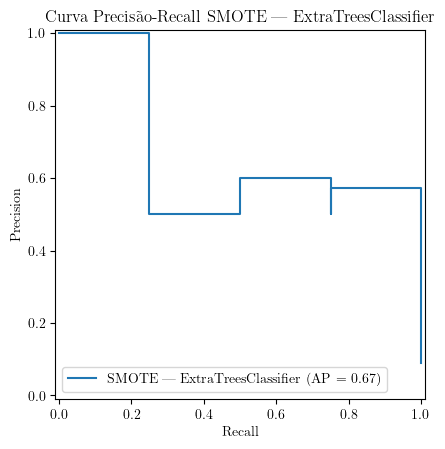 Curva Precisão-Recall SMOTE — ExtraTreesClassifier
1.0
0.8
0.6
0.4
0.2
0.0
Precision
SMOTE — ExtraTreesClassifier (AP = 0.67)
0.0 0.2 0.4 0.6 0.8 1.0
Recall